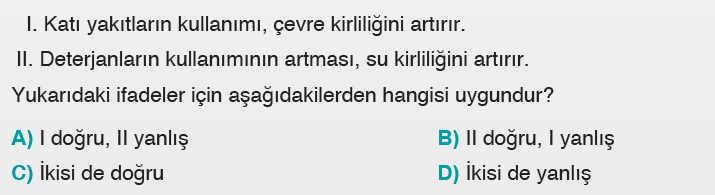 I. Katı yakıtların kullanımı, çevre kirliliğini artırır.
II. Deterjanların kullanımının artması, su kirliliğini artırır.
Yukarıdaki ifadeler için aşağıdakilerden hangisi uygundur?
A) I doğru, II yanlış B) II doğru, I yanlış
C) İkisi de doğru D) İkisi de yanlış